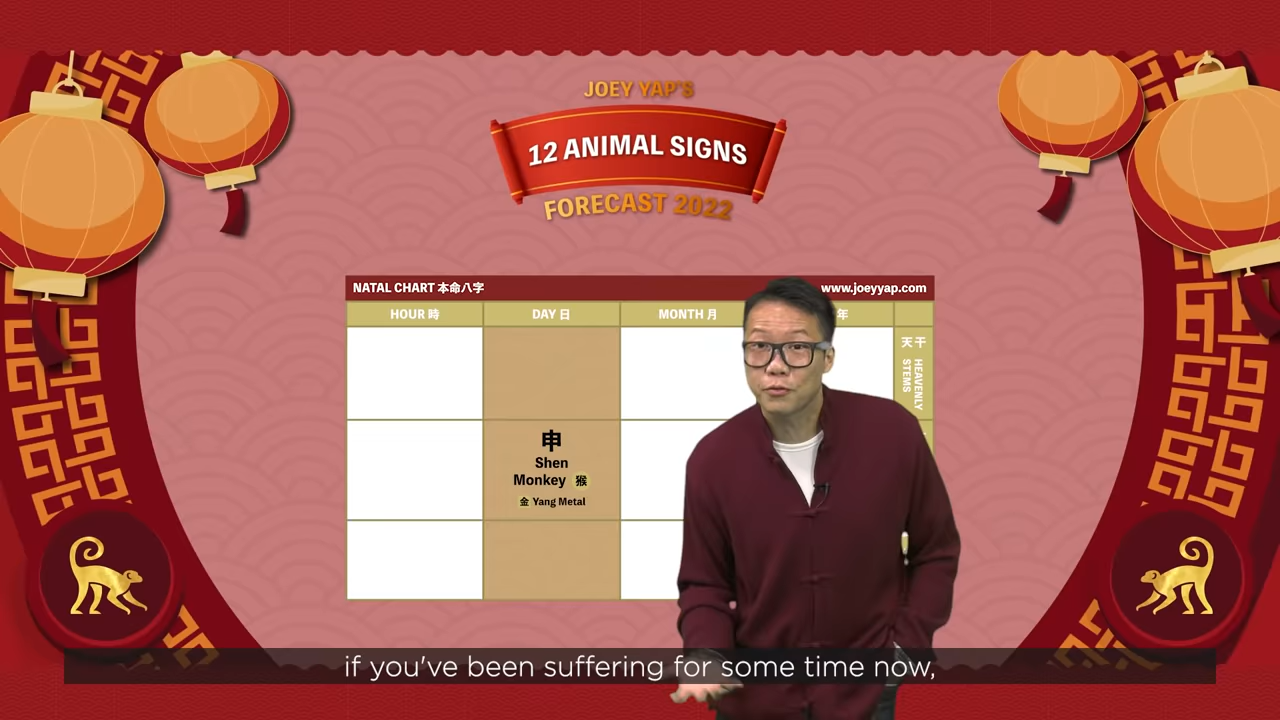 JOEY YAP'S
12 ANIMAL SIGNS
FORECAST 2022
NATAL CHART 本命八字
www.joeyyap.com
HOUR 時
DAY 日
MONTH 月
年
天干
HEAVENLY
STEMS
申
Shen
Monkey 猴
金 Yang Metal
if you've been suffering for some time now,